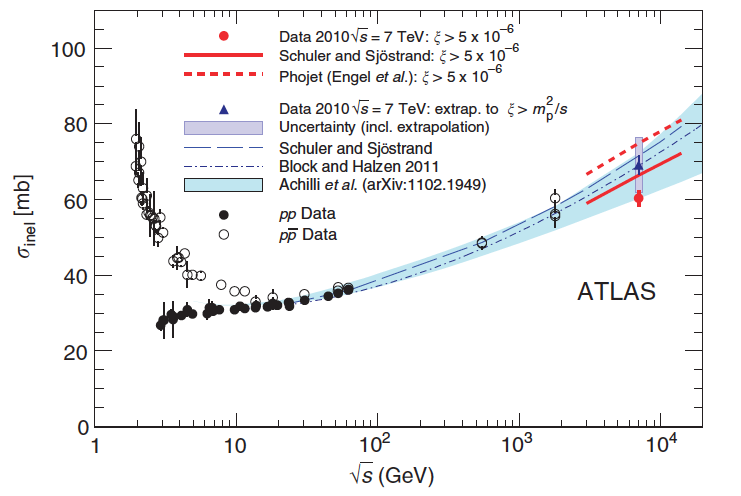 Data 2010 √s = 7 TeV: ξ > 5 x 10⁻⁶
Schuler and Sjöstrand: ξ > 5 x 10⁻⁶
Phojet (Engel et al.): ξ > 5 x 10⁻⁶
Data 2010 √s = 7 TeV: extrap. to ξ > m²ₚ/s
Uncertainty (incl. extrapolation)
Schuler and Sjöstrand
Block and Halzen 2011
Achilli et al. (arXiv:1102.1949)
pp Data
pp̅ Data
ATLAS
σinel [mb]
100
80
60
40
20
0
1 10 10² 10³ 10⁴
√s (GeV)